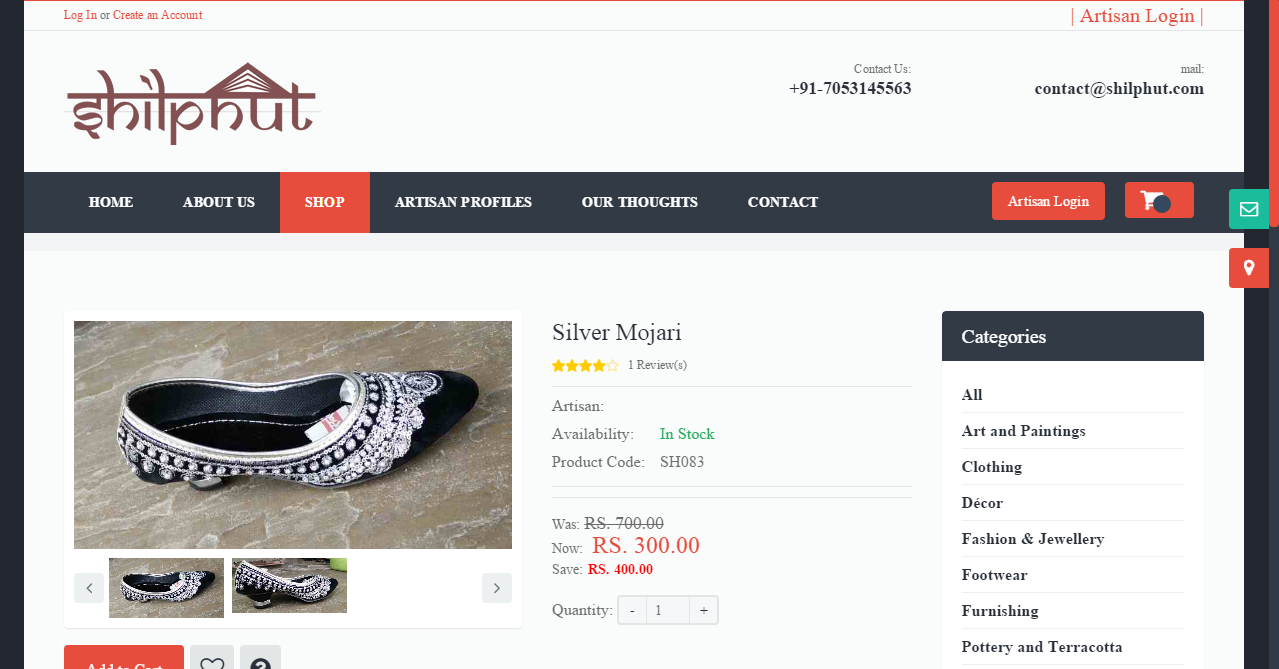 Log In or Create an Account
| Artisan Login |
shilphut
Contact Us:
+91-7053145563
mail:
contact@shilphut.com
HOME
ABOUT US
SHOP
ARTISAN PROFILES
OUR THOUGHTS
CONTACT
Artisan Login
Silver Mojari
1 Review(s)
Artisan:
Availability: In Stock
Product Code: SH083
Was: RS. 700.00
Now: RS. 300.00
Save: RS. 400.00
Quantity: - 1 +
Add to Cart
Categories
All
Art and Paintings
Clothing
Décor
Fashion & Jewellery
Footwear
Furnishing
Pottery and Terracotta